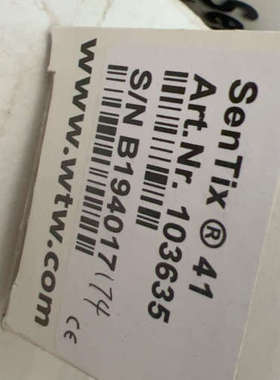 SenTix ® 41
Art.Nr. 103635
S/N B194017174
www.wtw.com
CE